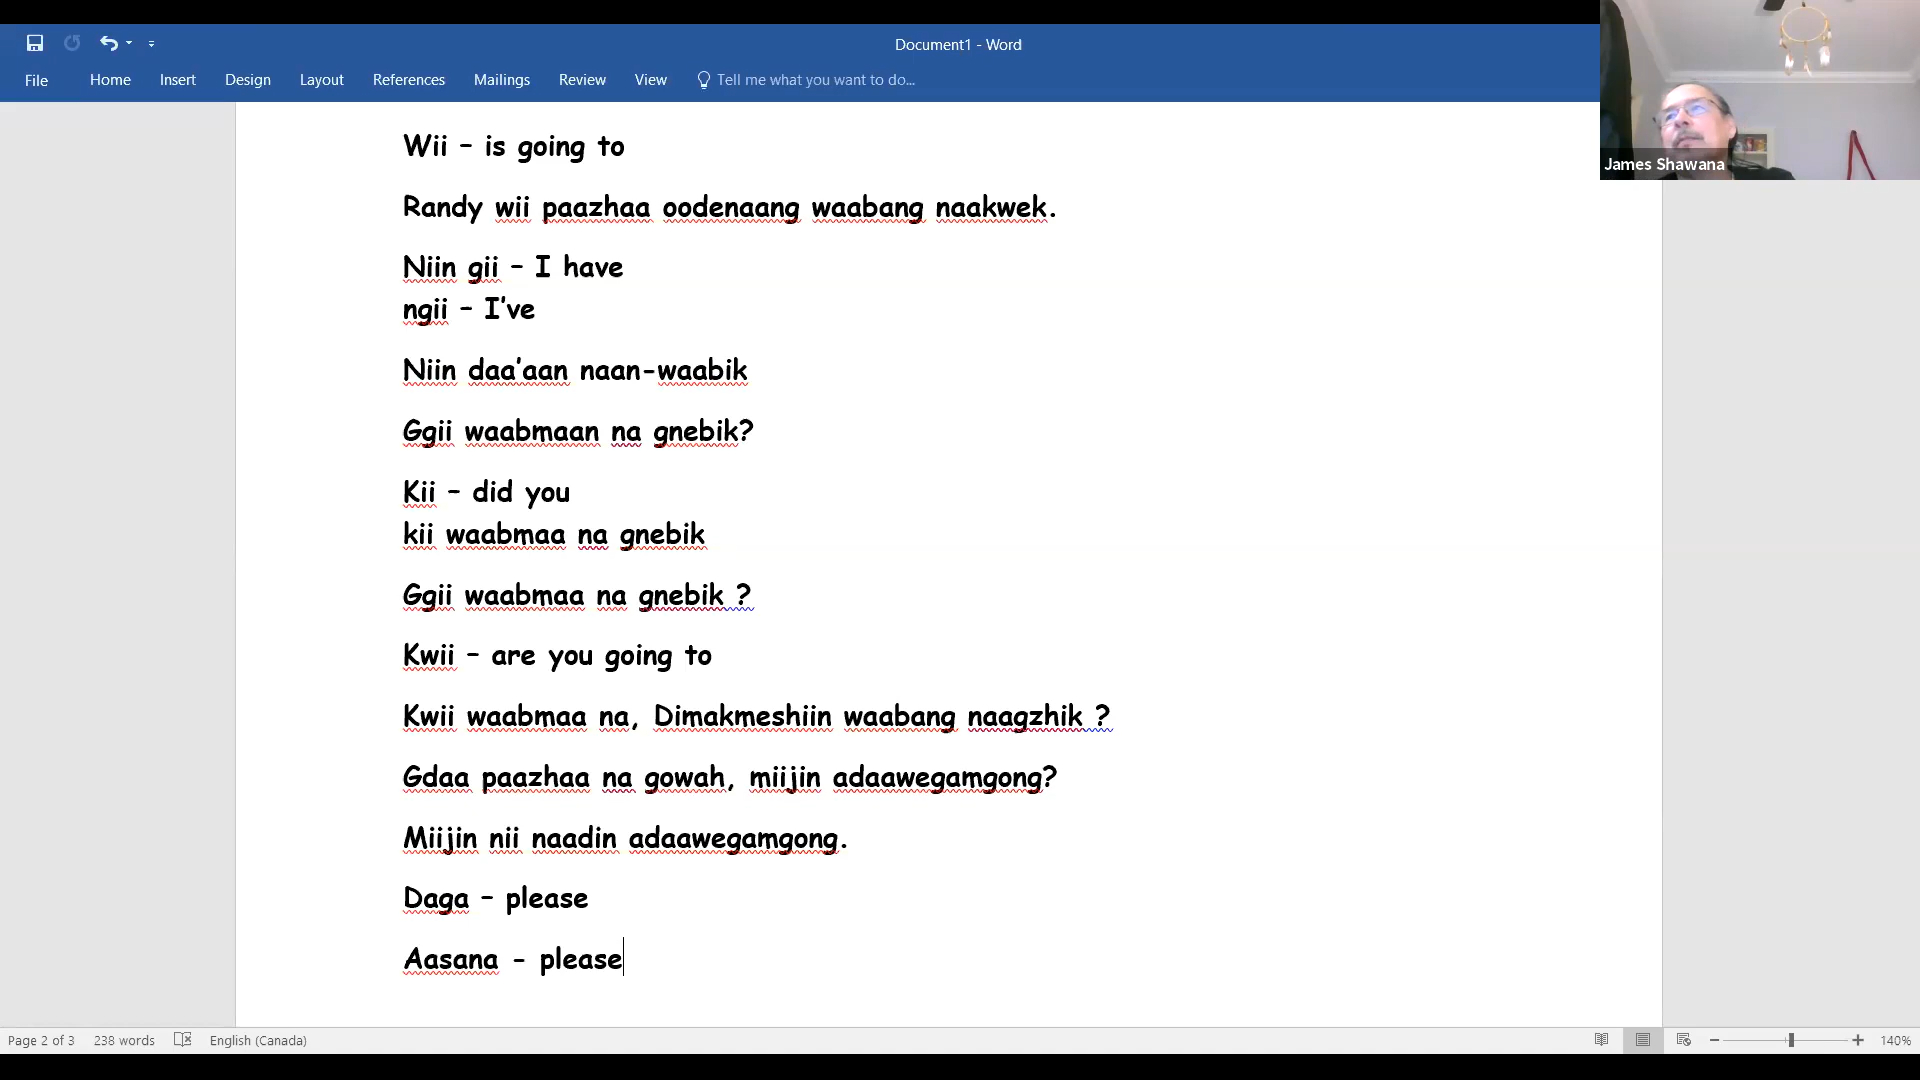 Document1 - Word
File Home Insert Design Layout References Mailings Review View Tell me what you want to do...
James Shawana
Wii – is going to
Randy wii paazhaa oodenaang waabang naakwek.
Niin gii – I have
ngii – I've
Niin daa'aan naan-waabik
Ggii waabmaan na gnebik?
Kii – did you
kii waabmaa na gnebik
Ggii waabmaa na gnebik ?
Kwii – are you going to
Kwii waabmaa na, Dimakmeshiin waabang naagzhik ?
Gdaa paazhaa na gowah, miijin adaawegamgong?
Miijin nii naadin adaawegamgong.
Daga – please
Aasana - please
Page 2 of 3 238 words English (Canada) 140%